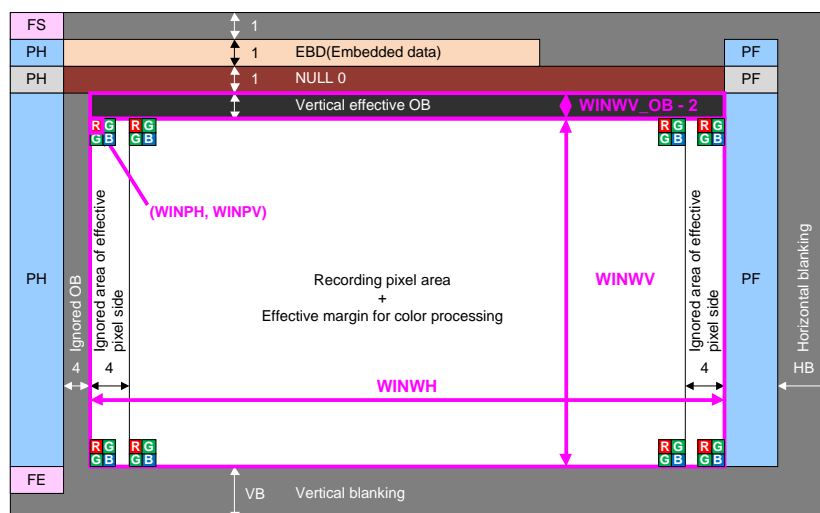 FS
1
PH
1
EBD(Embedded data)
PF
PH
1
NULL 0
PF
Vertical effective OB
WINWV_OB - 2
R G
G B
R G
G B
R G
G B
R G
G B
(WINPH, WINPV)
PH
Ignored OB
4
Ignored area of effective
pixel side
4
Recording pixel area
+
Effective margin for color processing
WINWV
WINWH
Ignored area of effective
pixel side
4
PF
Horizontal blanking
HB
R G
G B
R G
G B
R G
G B
R G
G B
FE
VB
Vertical blanking